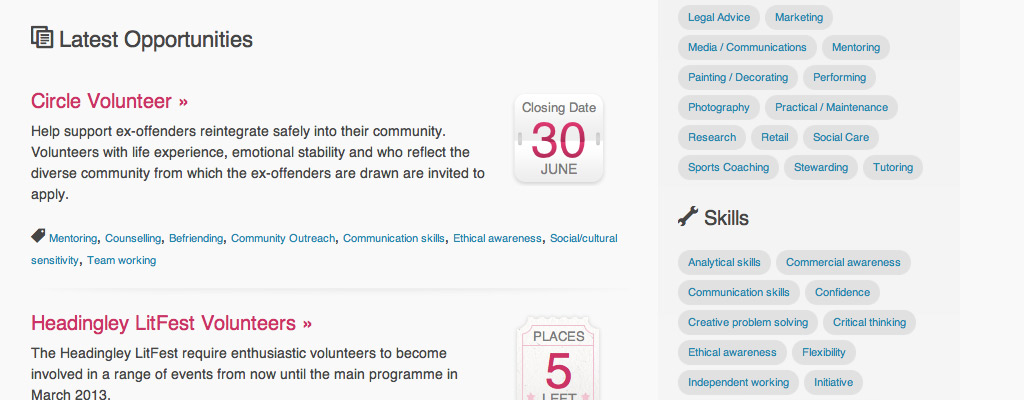 Latest Opportunities
Circle Volunteer »
Help support ex-offenders reintegrate safely into their community.
Volunteers with life experience, emotional stability and who reflect the
diverse community from which the ex-offenders are drawn are invited to
apply.
Closing Date
30
JUNE
Mentoring, Counselling, Befriending, Community Outreach, Communication skills, Ethical awareness, Social/cultural
sensitivity, Team working
Headingley LitFest Volunteers »
The Headingley LitFest require enthusiastic volunteers to become
involved in a range of events from now until the main programme in
March 2013.
PLACES
5
LEFT
Legal Advice Marketing
Media / Communications Mentoring
Painting / Decorating Performing
Photography Practical / Maintenance
Research Retail Social Care
Sports Coaching Stewarding Tutoring
Skills
Analytical skills Commercial awareness
Communication skills Confidence
Creative problem solving Critical thinking
Ethical awareness Flexibility
Independent working Initiative